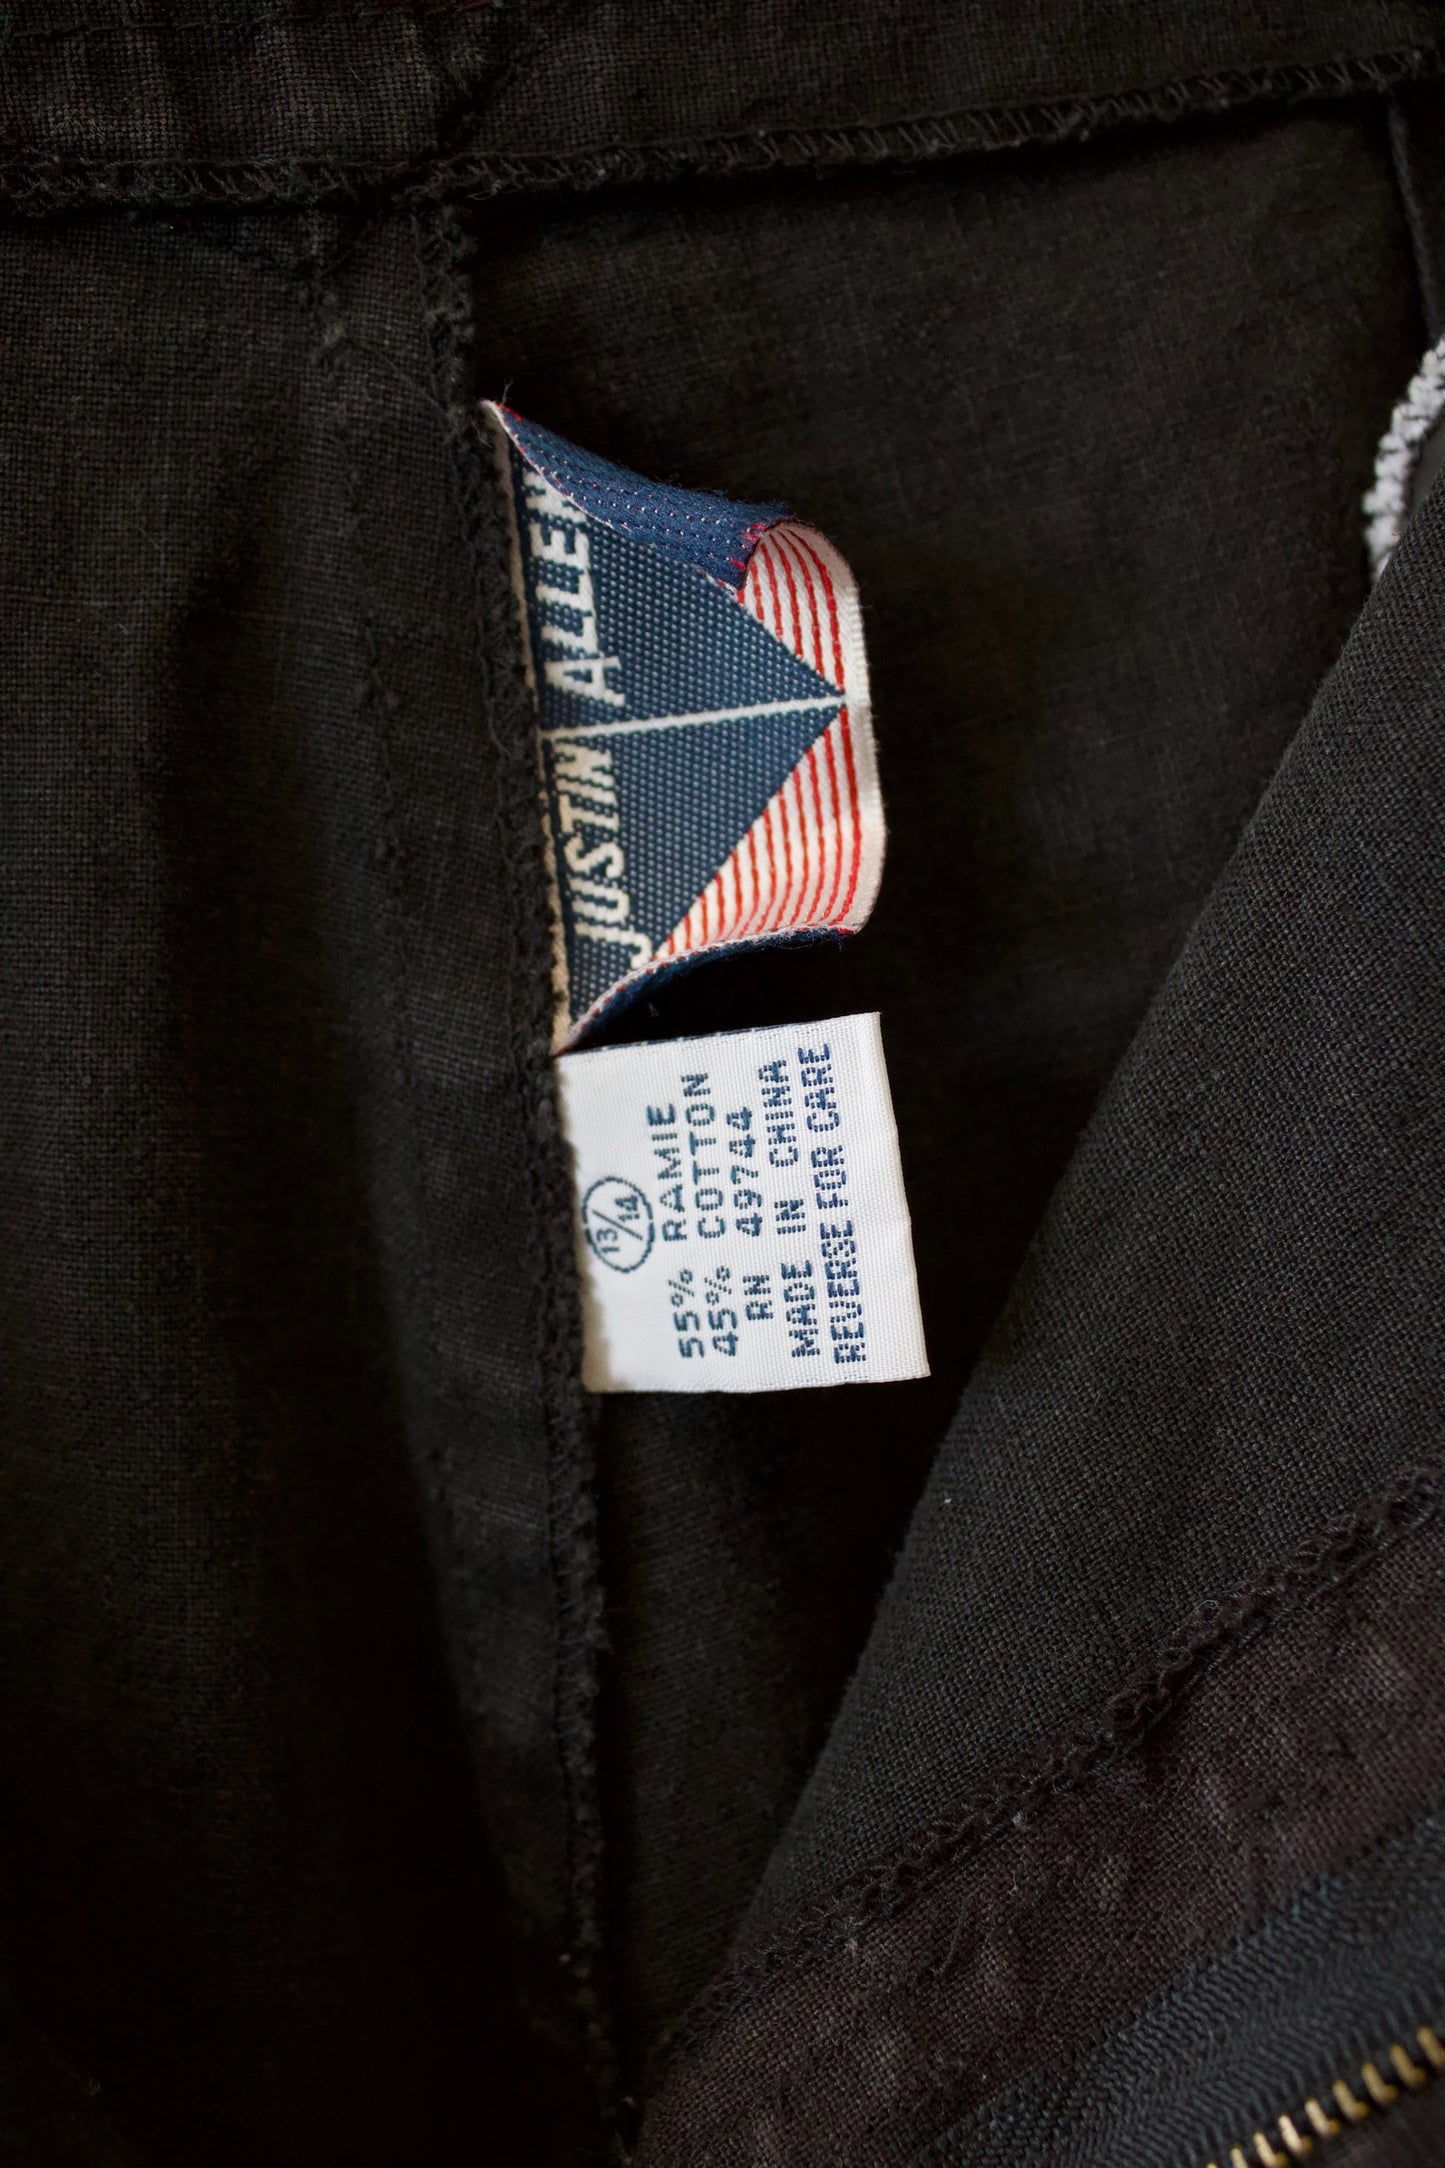 JUSTIN ALLEN
13/14
55% RAMIE
45% COTTON
RN 49744
MADE IN CHINA
REVERSE FOR CARE